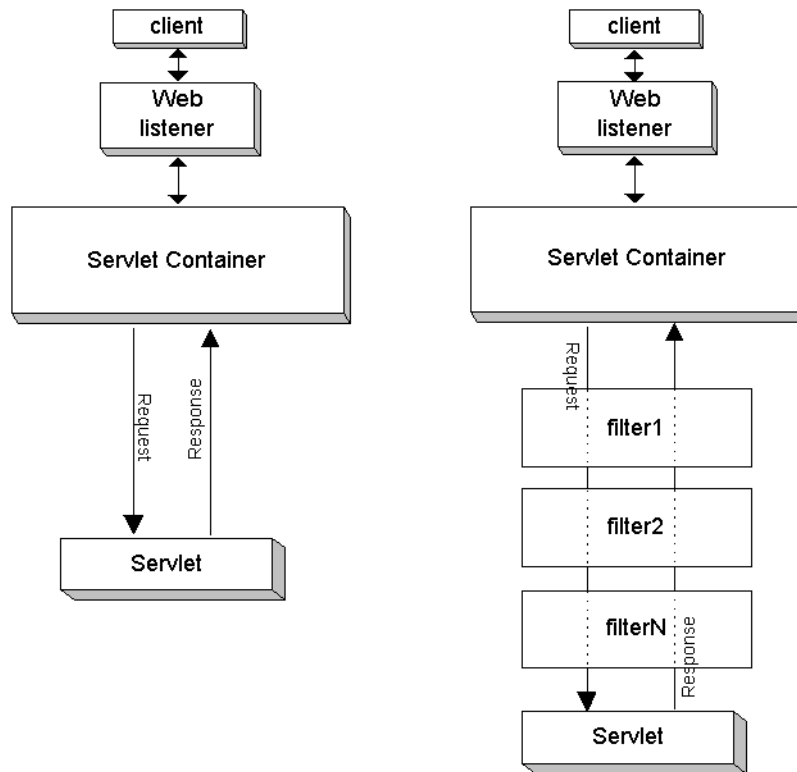 client
Web
listener
Servlet Container
Request
Response
Servlet
client
Web
listener
Servlet Container
Request
filter1
filter2
filterN
Response
Servlet